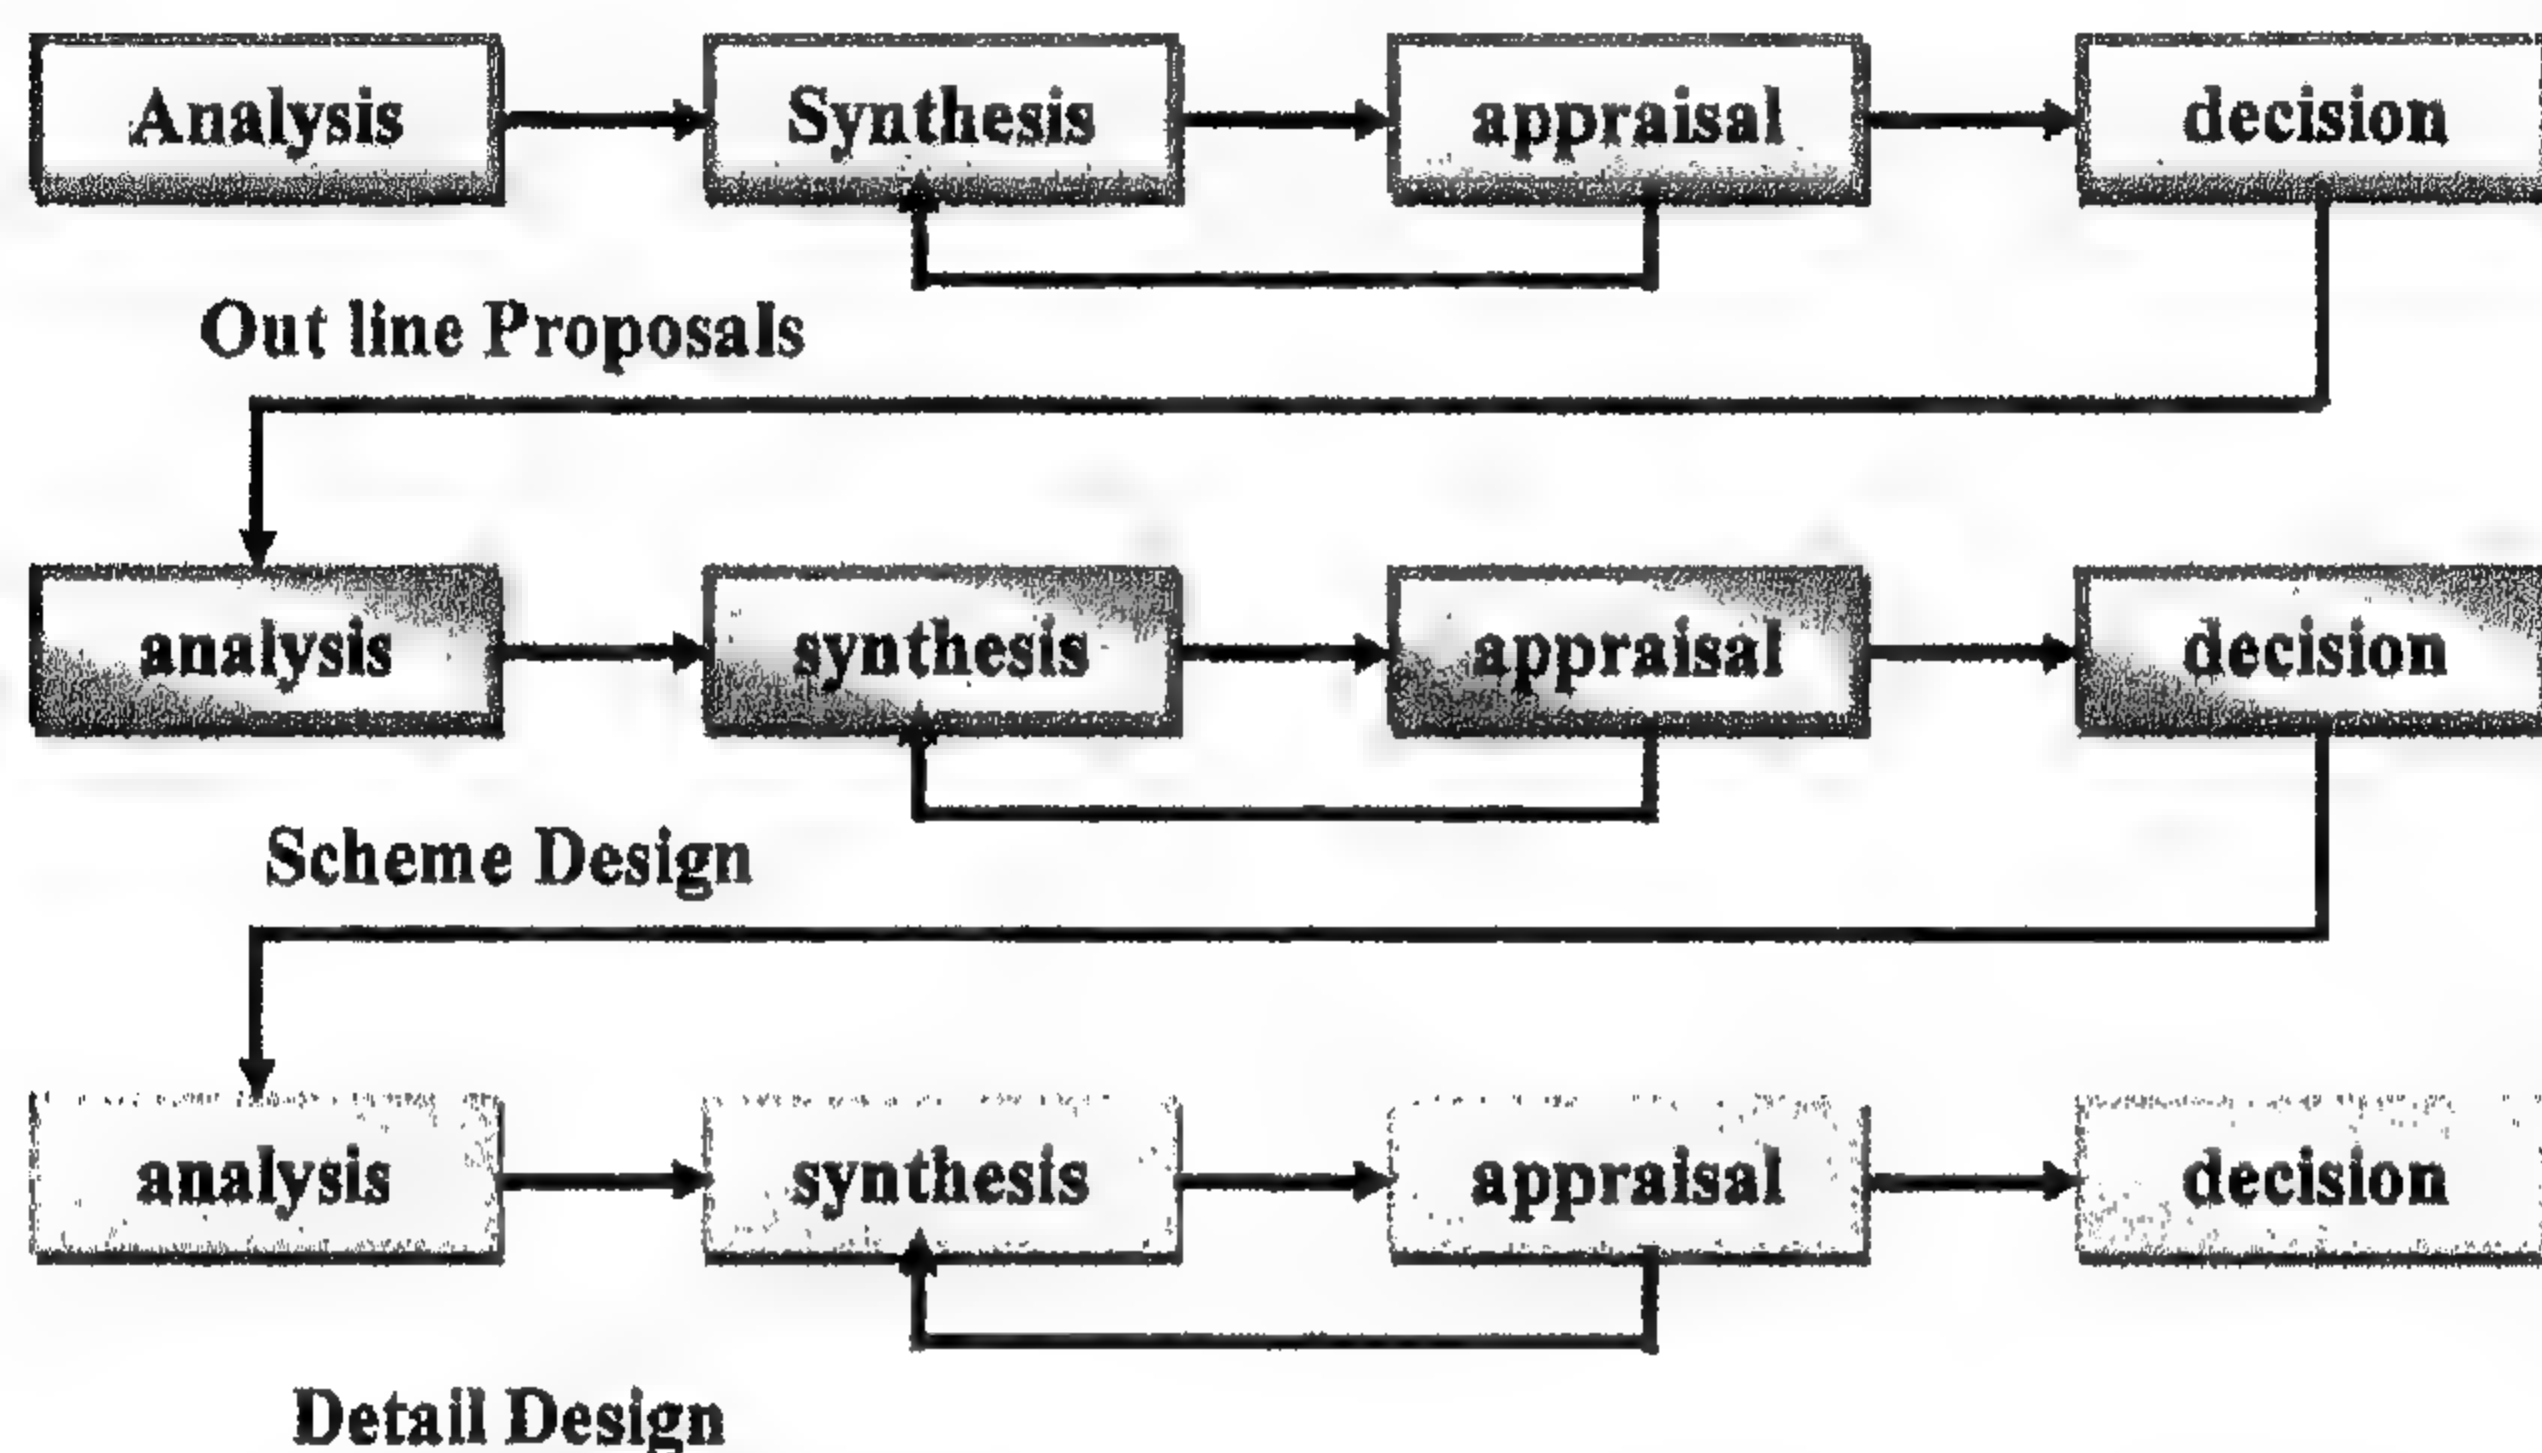 Analysis Synthesis appraisal decision
Out line Proposals
analysis synthesis appraisal decision
Scheme Design
analysis synthesis appraisal decision
Detail Design